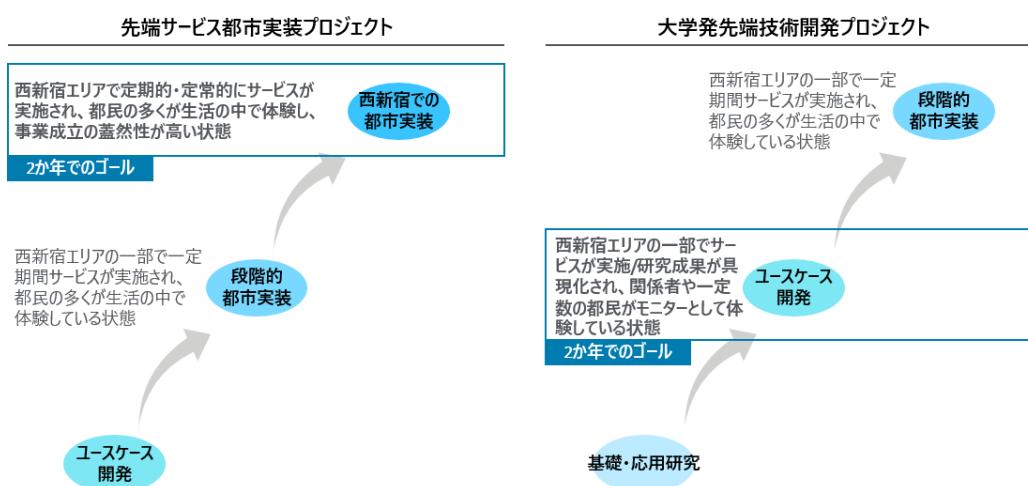 先端サービス都市実装プロジェクト
西新宿エリアで定期的・定常的にサービスが
実施され、都民の多くが生活の中で体験し、
事業成立の蓋然性が高い状態
西新宿での
都市実装
2か年でのゴール
西新宿エリアの一部で一定
期間サービスが実施され、
都民の多くが生活の中で
体験している状態
段階的
都市実装
ユースケース
開発
大学発先端技術開発プロジェクト
西新宿エリアの一部で一定
期間サービスが実施され、
都民の多くが生活の中で
体験している状態
段階的
都市実装
西新宿エリアの一部でサー
ビスが実施/研究成果が具
現化され、関係者や一定
数の都民がモニターとして体
験している状態
ユースケース
開発
2か年でのゴール
基礎・応用研究